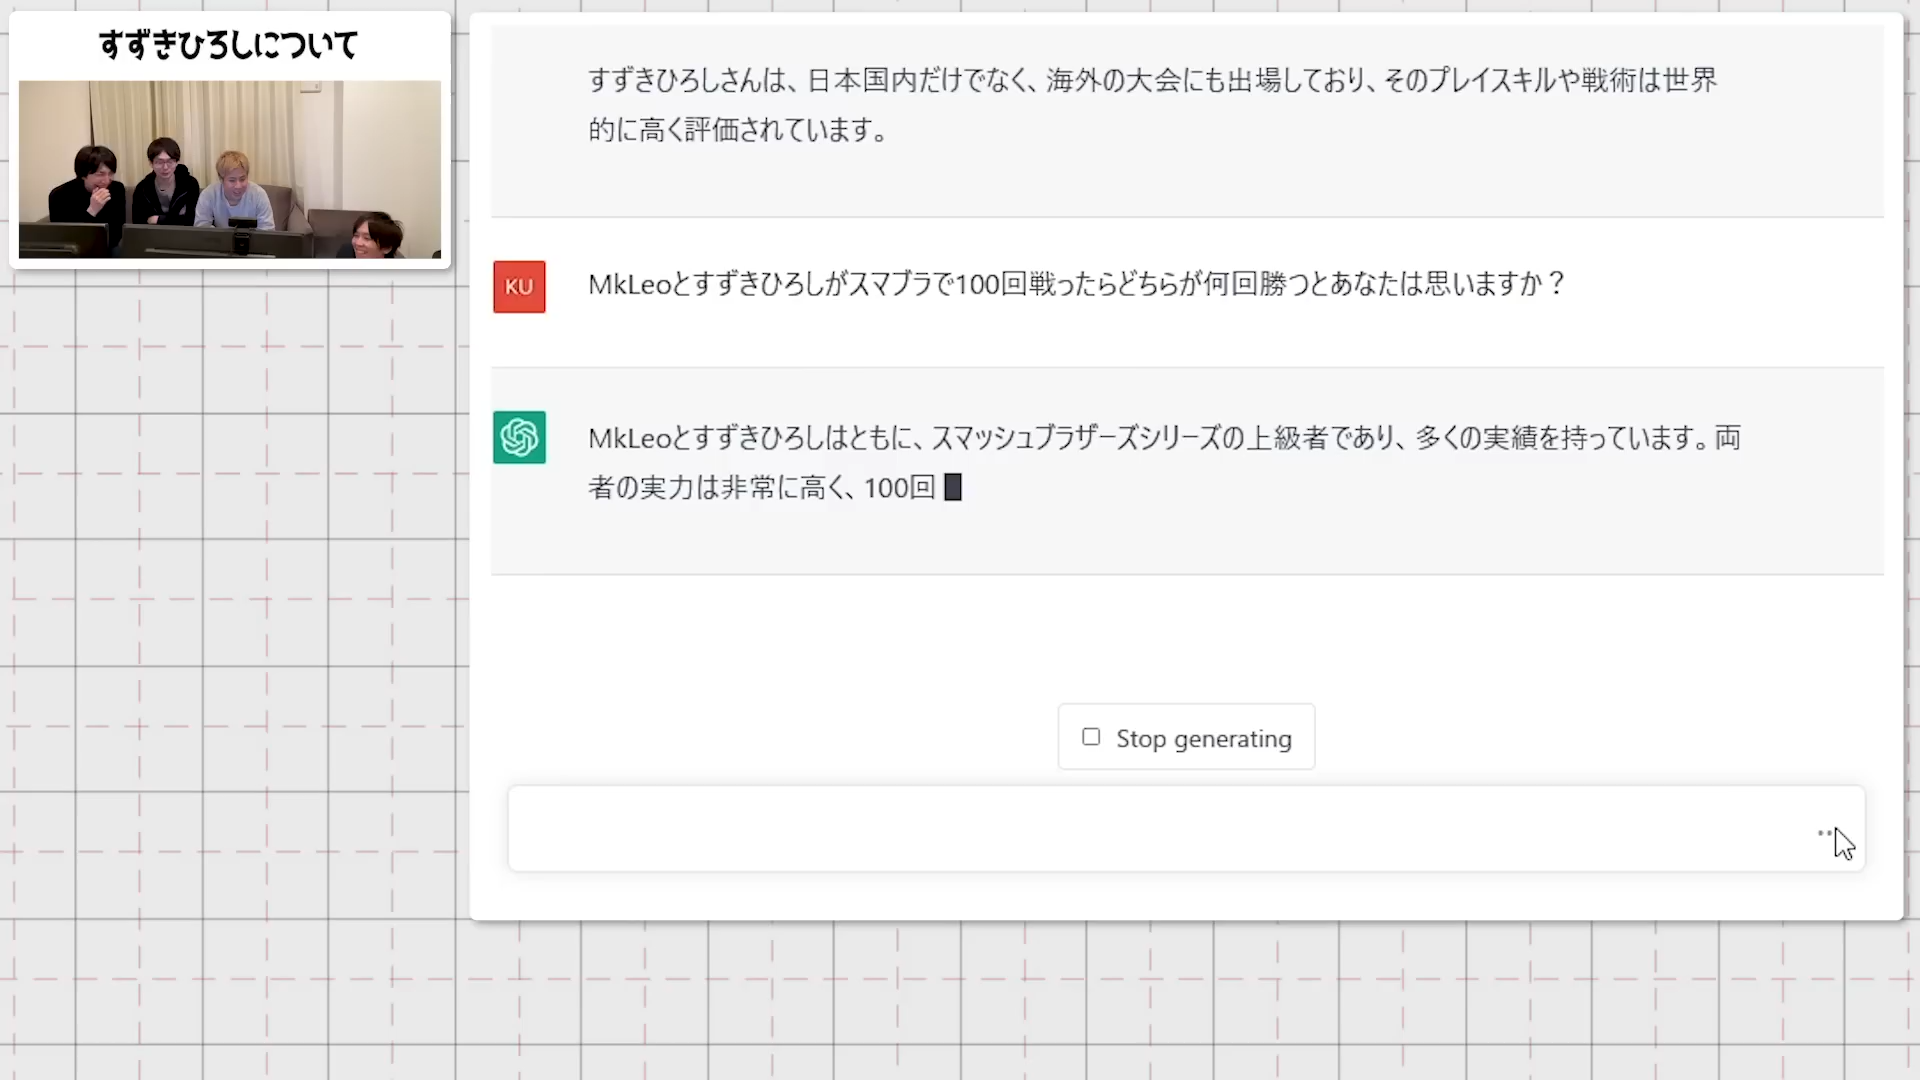 すずきひろしについて
すずきひろしさんは、日本国内だけでなく、海外の大会にも出場しており、そのプレイスキルや戦術は世界
的に高く評価されています。
KU
MkLeoとすずきひろしがスマブラで100回戦ったらどちらが何回勝つとあなたは思いますか？
MkLeoとすずきひろしはともに、スマッシュブラザーズシリーズの上級者であり、多くの実績を持っています。両
者の実力は非常に高く、100回
Stop generating